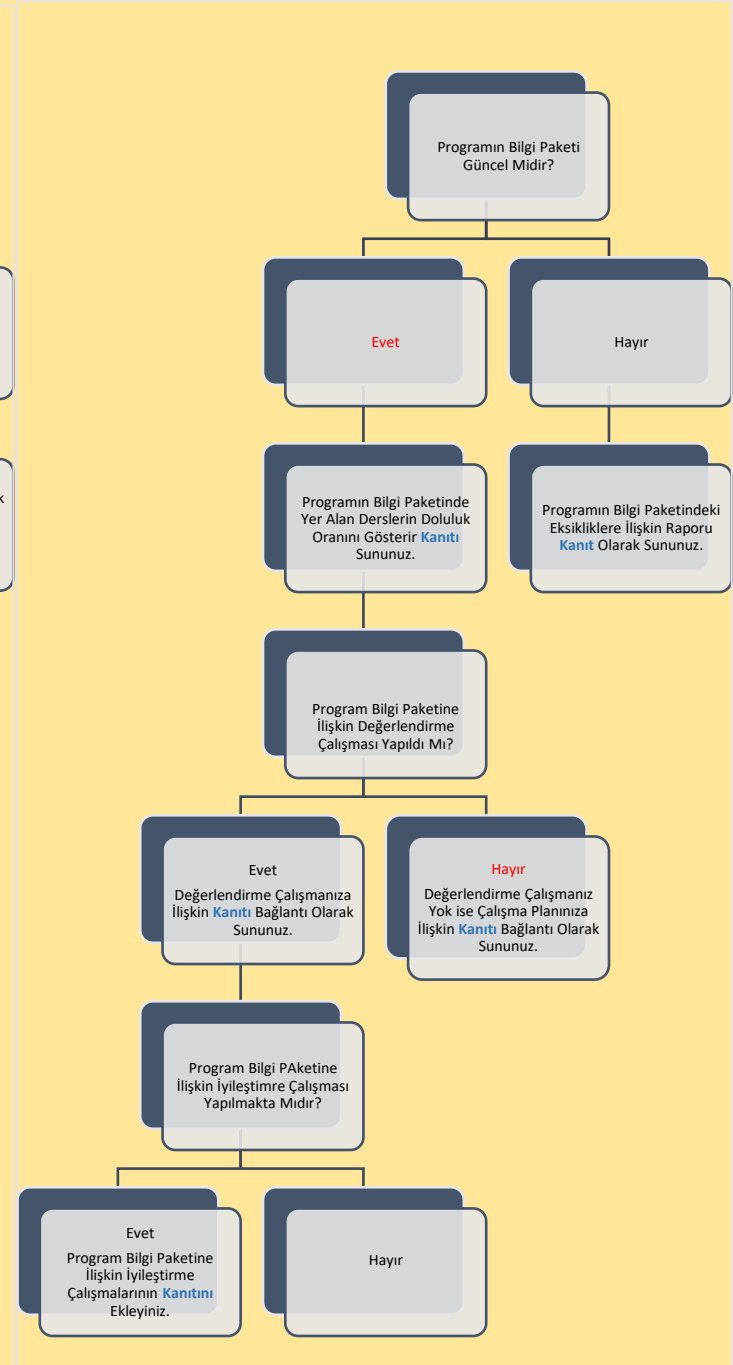 Programın Bilgi Paketi
Güncel Midir?
Evet
Hayır
k
Programın Bilgi Paketinde
Yer Alan Derslerin Doluluk
Oranını Gösterir Kanıtı
Sununuz.
Programın Bilgi Paketindeki
Eksikliklere İlişkin Raporu
Kanıt Olarak Sununuz.
Program Bilgi Paketine
İlişkin Değerlendirme
Çalışması Yapıldı Mı?
Evet
Değerlendirme Çalışmanıza
İlişkin Kanıtı Bağlantı Olarak
Sununuz.
Hayır
Değerlendirme Çalışmanız
Yok ise Çalışma Planınıza
İlişkin Kanıtı Bağlantı Olarak
Sununuz.
Program Bilgi PAketine
İlişkin İyileştimre Çalışması
Yapılmakta Mıdır?
Evet
Program Bilgi Paketine
İlişkin İyileştirme
Çalışmalarının Kanıtını
Ekleyiniz.
Hayır